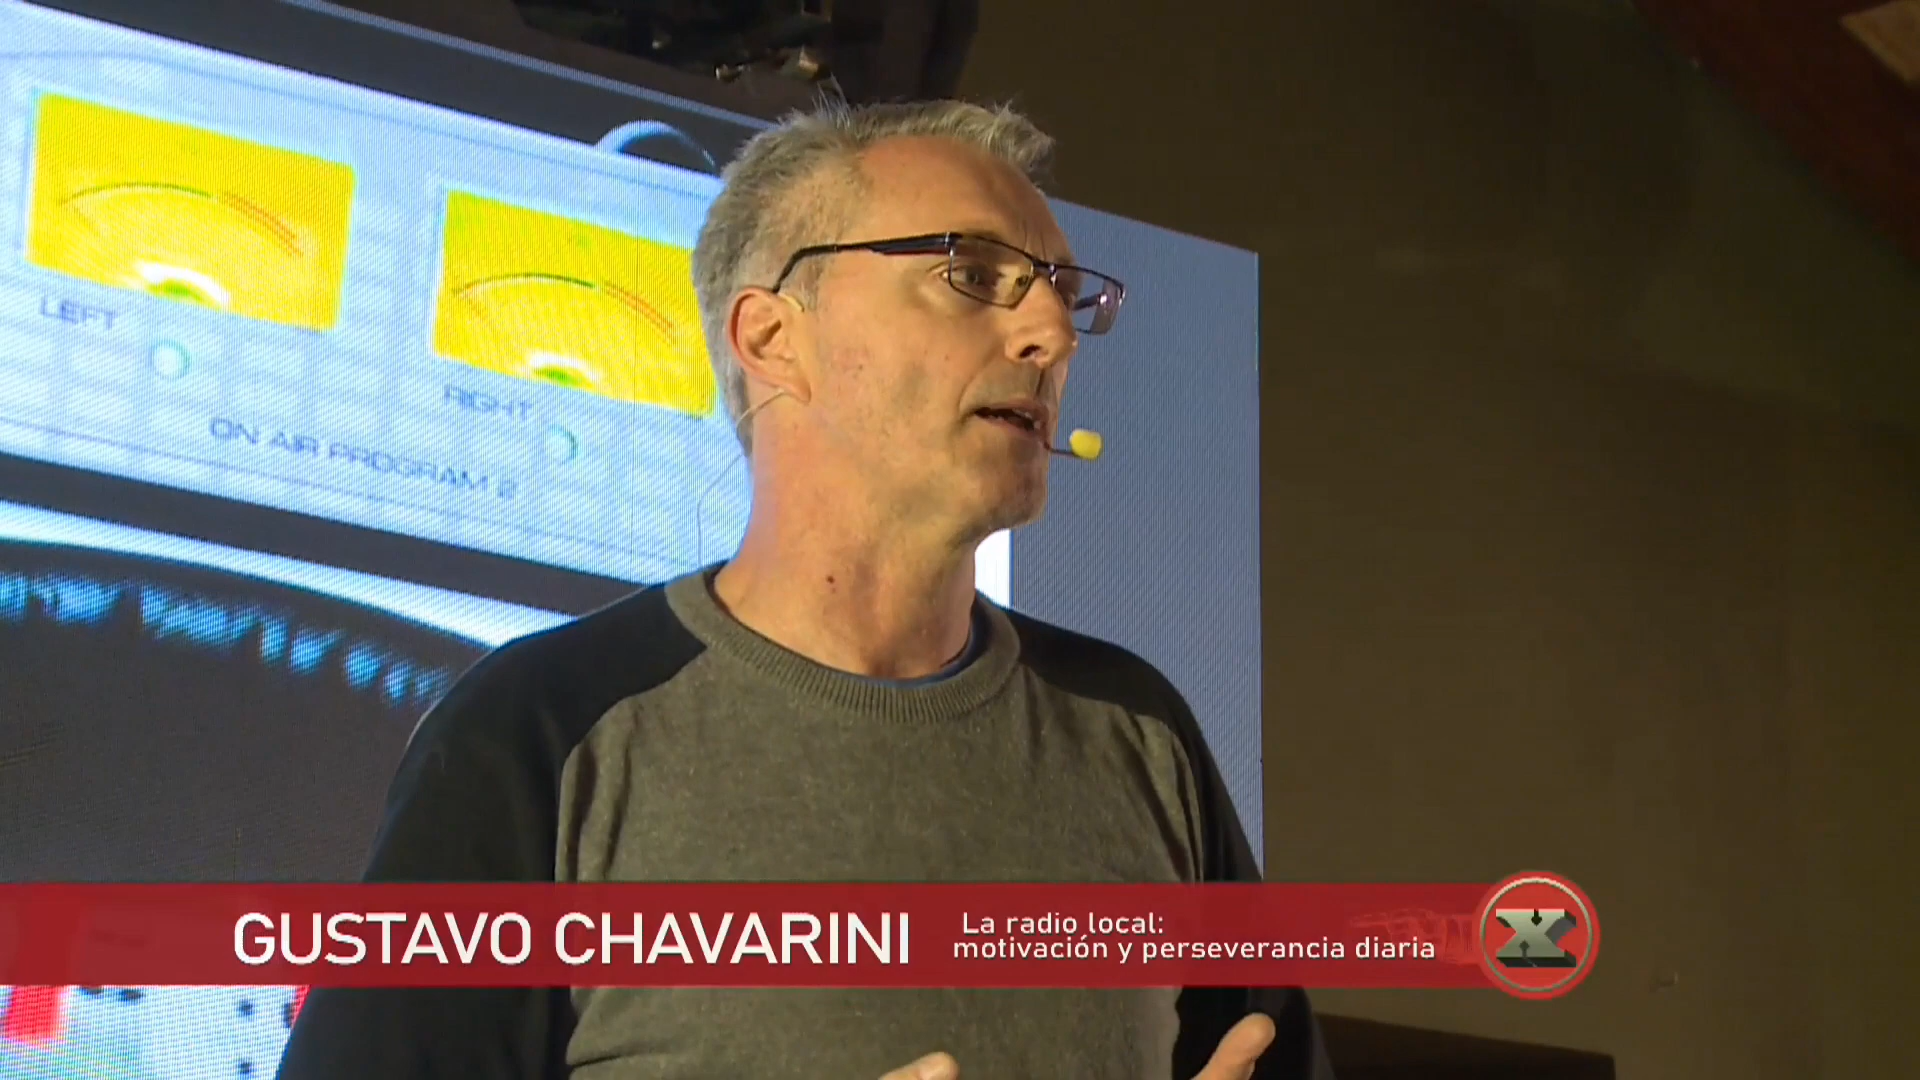 LEFT
RIGHT
ON AIR PROGRAM 2
GUSTAVO CHAVARINI
La radio local:
motivación y perseverancia diaria
X